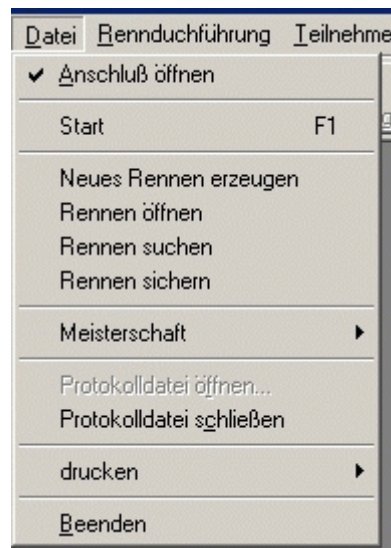 Datei Rennduchführung Teilnehme
Anschluß öffnen
Start F1
Neues Rennen erzeugen
Rennen öffnen
Rennen suchen
Rennen sichern
Meisterschaft
Protokolldatei öffnen...
Protokolldatei schließen
drucken
Beenden